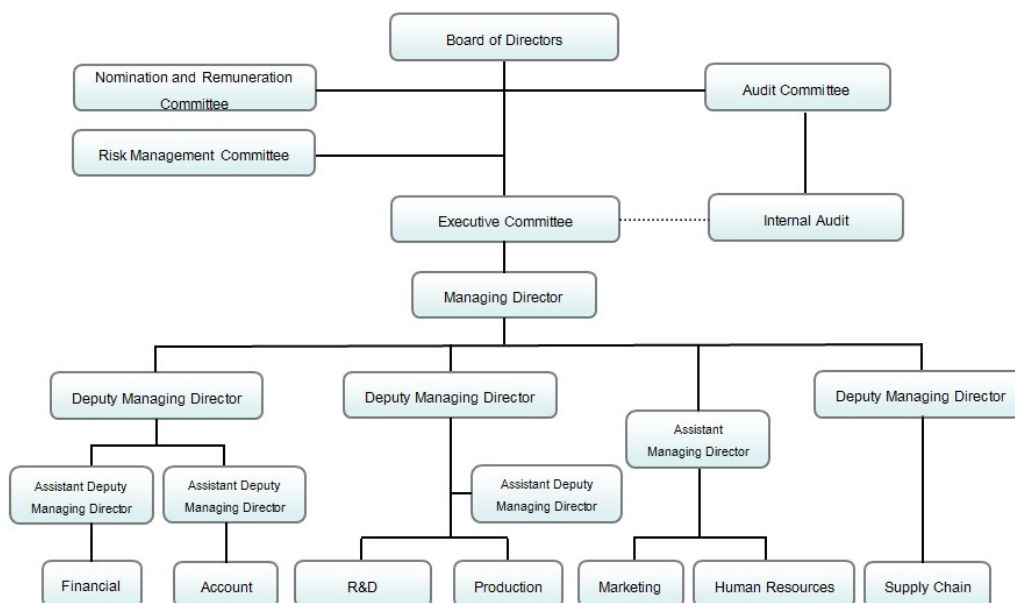 Board of Directors
Nomination and Remuneration
Committee
Audit Committee
Risk Management Committee
Executive Committee
Internal Audit
Managing Director
Deputy Managing Director
Deputy Managing Director
Assistant
Managing Director
Deputy Managing Director
Assistant Deputy
Managing Director
Assistant Deputy
Managing Director
Assistant Deputy
Managing Director
Financial
Account
R&D
Production
Marketing
Human Resources
Supply Chain